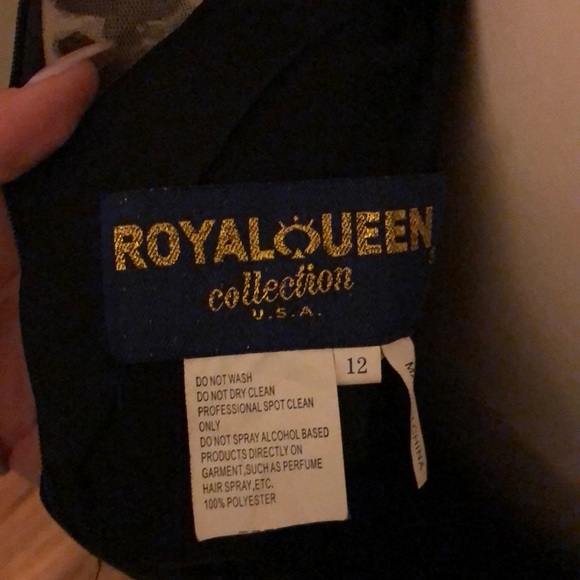 ROYALQUEEN
collection
U.S.A.
12
DO NOT WASH
DO NOT DRY CLEAN
PROFESSIONAL SPOT CLEAN
ONLY
DO NOT SPRAY ALCOHOL BASED
PRODUCTS DIRECTLY ON
GARMENT,SUCH AS PERFUME
HAIR SPRAY,ETC.
100% POLYESTER
CHINA